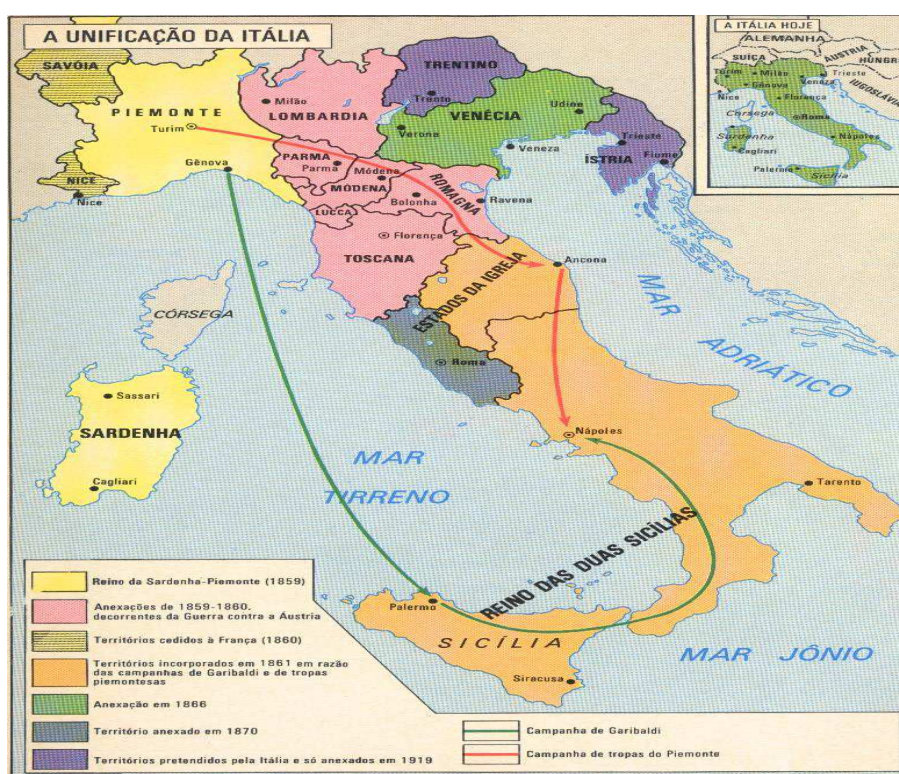 A UNIFICAÇÃO DA ITÁLIA
SAVÓIA
PIEMONTE
Turim
Gênova
NICE
Nice
Milão
LOMBARDIA
TRENTINO
Trento
VENÉCIA
Verona
Udine
Veneza
Trieste
ÍSTRIA
Fiume
PARMA
Parma
Módena
MÓDENA
ROMAGNA
Bolonha
Ravena
LUCCA
Florença
TOSCANA
Ancona
ESTADOS DA IGREJA
Roma
CÓRSEGA
Sassari
SARDENHA
Cagliari
MAR
ADRIÁTICO
Nápoles
Tarento
MAR
TIRRENO
REINO DAS DUAS SICÍLIAS
Palermo
SICÍLIA
Siracusa
MAR JÔNIO
A ITÁLIA HOJE
ALEMANHA
SUÍÇA
ÁUSTRIA
HUNGR
IUGOSLÁVIA
Turim
Milão
Veneza
Trieste
Gênova
Nice
Florença
Córsega
Roma
Sardenha
Nápoles
Cagliari
Palermo
Sicília
Reino da Sardenha-Piemonte (1859)
Anexações de 1859-1860,
decorrentes da Guerra contra a Áustria
Territórios cedidos à França (1860)
Territórios incorporados em 1861 em razão
das campanhas de Garibaldi e de tropas
piemontesas
Anexação em 1866
Território anexado em 1870
Territórios pretendidos pela Itália e só anexados em 1919
Campanha de Garibaldi
Campanha de tropas do Piemonte